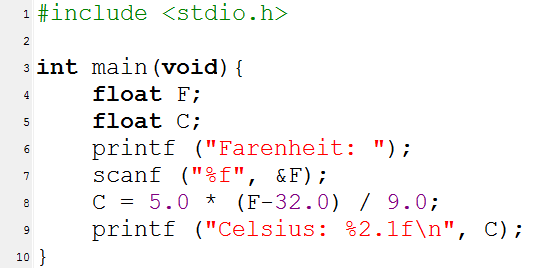 1 #include <stdio.h>
2
3 int main(void){
4     float F;
5     float C;
6     printf ("Farenheit: ");
7     scanf ("%f", &F);
8     C = 5.0 * (F-32.0) / 9.0;
9     printf ("Celsius: %2.1f\n", C);
10 }